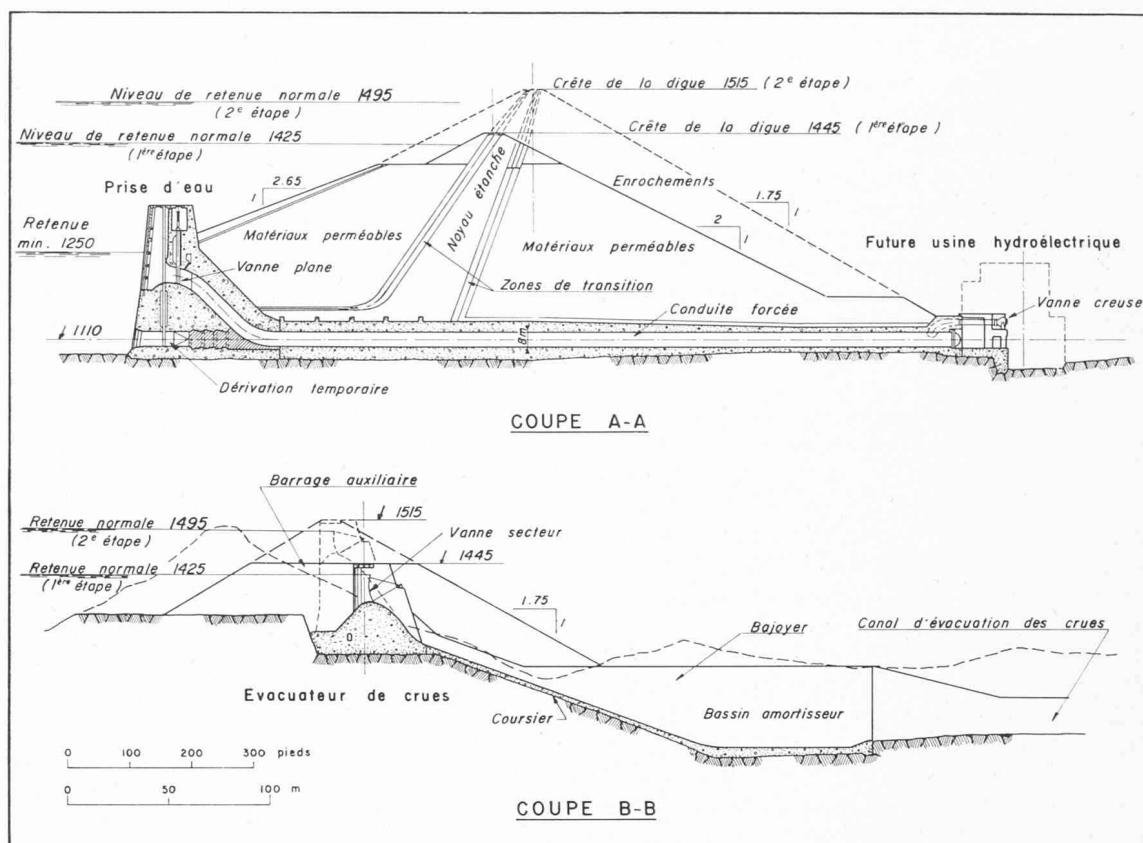 Niveau de retenue normale 1495
(2e étape)
Crête de la digue 1515 (2e étape)
Niveau de retenue normale 1425
(1ère étape)
Crête de la digue 1445 (1ère étape)
Prise d'eau
1
2.65
Noyau étanche
Enrochements
1.75
1
Retenue
min. 1250
Matériaux perméables
Matériaux perméables
2
1
Future usine hydroélectrique
Vanne plane
Zones de transition
Conduite forcée
Vanne creuse
1110
8m
Dérivation temporaire
COUPE A-A
Barrage auxiliaire
Retenue normale 1495
(2e étape)
1515
Vanne secteur
1445
Retenue normale 1425
(1ère étape)
1.75
1
Bajoyer
Canal d'évacuation des crues
Evacuateur de crues
Coursier
Bassin amortisseur
0 100 200 300 pieds
0 50 100 m
COUPE B-B